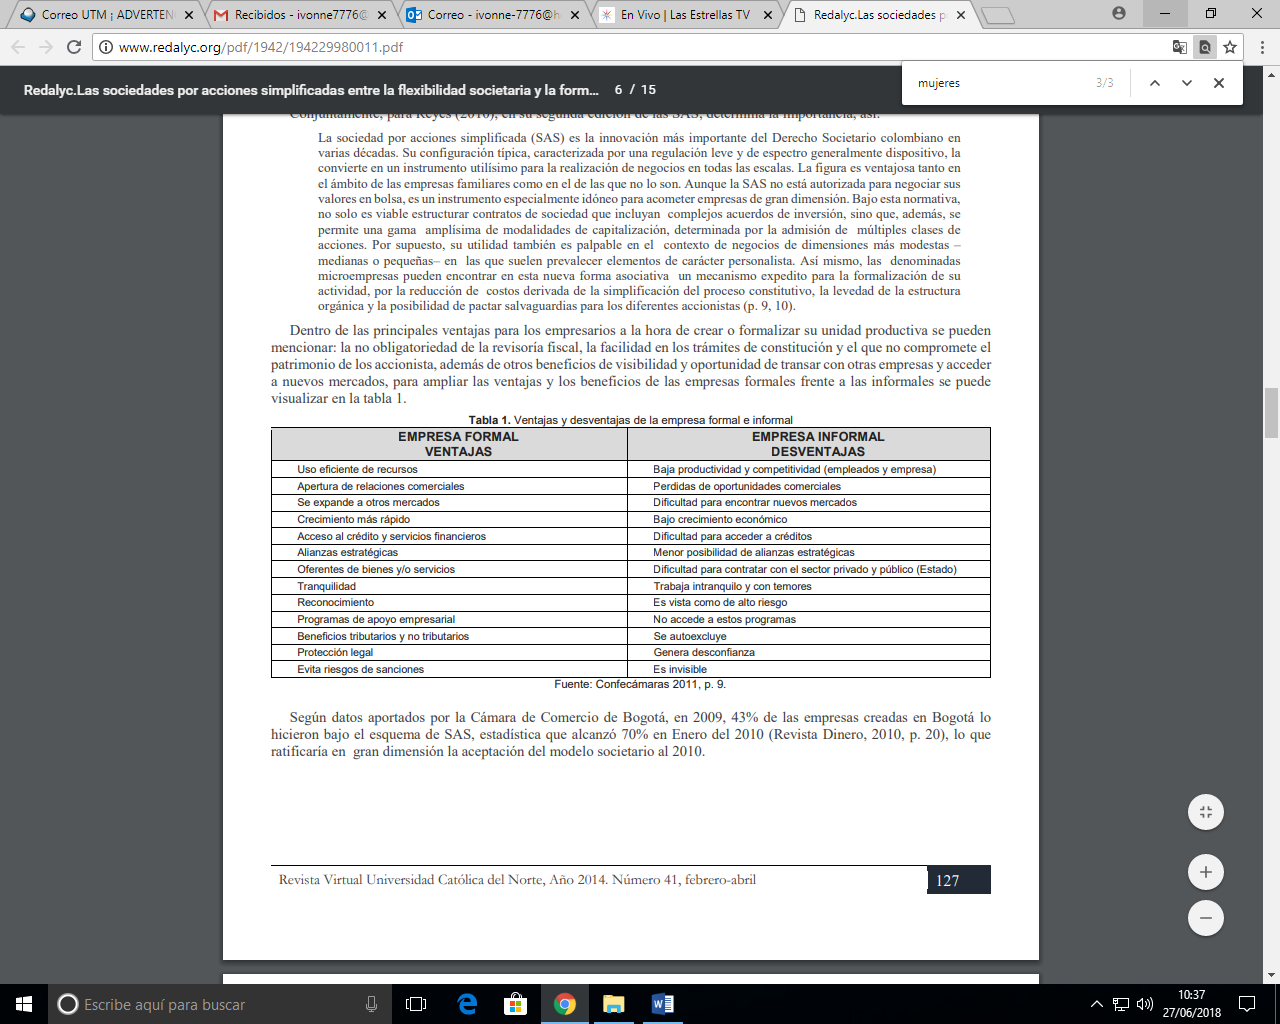 Correo UTM ¡ ADVERTEN
Recibidos - ivonne7776@
Correo - ivonne-7776@h
En Vivo | Las Estrellas TV
Redalyc.Las sociedades p
www.redalyc.org/pdf/1942/194229980011.pdf
mujeres 3/3
Redalyc.Las sociedades por acciones simplificadas entre la flexibilidad societaria y la form... 6 / 15
Conjuntamente, para Reyes (2010), en su segunda edición de las SAS, determina la importancia, así:
La sociedad por acciones simplificada (SAS) es la innovación más importante del Derecho Societario colombiano en
varias décadas. Su configuración típica, caracterizada por una regulación leve y de espectro generalmente dispositivo, la
convierte en un instrumento utilísimo para la realización de negocios en todas las escalas. La figura es ventajosa tanto en
el ámbito de las empresas familiares como en el de las que no lo son. Aunque la SAS no está autorizada para negociar sus
valores en bolsa, es un instrumento especialmente idóneo para acometer empresas de gran dimensión. Bajo esta normativa,
no solo es viable estructurar contratos de sociedad que incluyan complejos acuerdos de inversión, sino que, además, se
permite una gama amplísima de modalidades de capitalización, determinada por la admisión de múltiples clases de
acciones. Por supuesto, su utilidad también es palpable en el contexto de negocios de dimensiones más modestas –
medianas o pequeñas– en las que suelen prevalecer elementos de carácter personalista. Así mismo, las denominadas
microempresas pueden encontrar en esta nueva forma asociativa un mecanismo expedito para la formalización de su
actividad, por la reducción de costos derivada de la simplificación del proceso constitutivo, la levedad de la estructura
orgánica y la posibilidad de pactar salvaguardias para los diferentes accionistas (p. 9, 10).
Dentro de las principales ventajas para los empresarios a la hora de crear o formalizar su unidad productiva se pueden
mencionar: la no obligatoriedad de la revisoría fiscal, la facilidad en los trámites de constitución y el que no compromete el
patrimonio de los accionista, además de otros beneficios de visibilidad y oportunidad de transar con otras empresas y acceder
a nuevos mercados, para ampliar las ventajas y los beneficios de las empresas formales frente a las informales se puede
visualizar en la tabla 1.
Tabla 1. Ventajas y desventajas de la empresa formal e informal
EMPRESA FORMAL EMPRESA INFORMAL
VENTAJAS DESVENTAJAS
Uso eficiente de recursos Baja productividad y competitividad (empleados y empresa)
Apertura de relaciones comerciales Perdidas de oportunidades comerciales
Se expande a otros mercados Dificultad para encontrar nuevos mercados
Crecimiento más rápido Bajo crecimiento económico
Acceso al crédito y servicios financieros Dificultad para acceder a créditos
Alianzas estratégicas Menor posibilidad de alianzas estratégicas
Oferentes de bienes y/o servicios Dificultad para contratar con el sector privado y público (Estado)
Tranquilidad Trabaja intranquilo y con temores
Reconocimiento Es vista como de alto riesgo
Programas de apoyo empresarial No accede a estos programas
Beneficios tributarios y no tributarios Se autoexcluye
Protección legal Genera desconfianza
Evita riesgos de sanciones Es invisible
Fuente: Confecámaras 2011, p. 9.
Según datos aportados por la Cámara de Comercio de Bogotá, en 2009, 43% de las empresas creadas en Bogotá lo
hicieron bajo el esquema de SAS, estadística que alcanzó 70% en Enero del 2010 (Revista Dinero, 2010, p. 20), lo que
ratificaría en gran dimensión la aceptación del modelo societario al 2010.
Revista Virtual Universidad Católica del Norte, Año 2014. Número 41, febrero-abril 127
Escribe aquí para buscar
10:37
27/06/2018